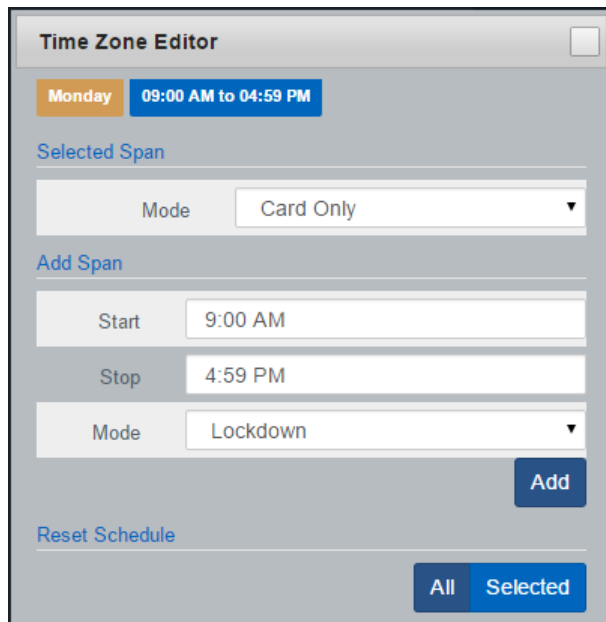 Time Zone Editor
Monday 09:00 AM to 04:59 PM
Selected Span
Mode Card Only
Add Span
Start 9:00 AM
Stop 4:59 PM
Mode Lockdown
Add
Reset Schedule
All Selected